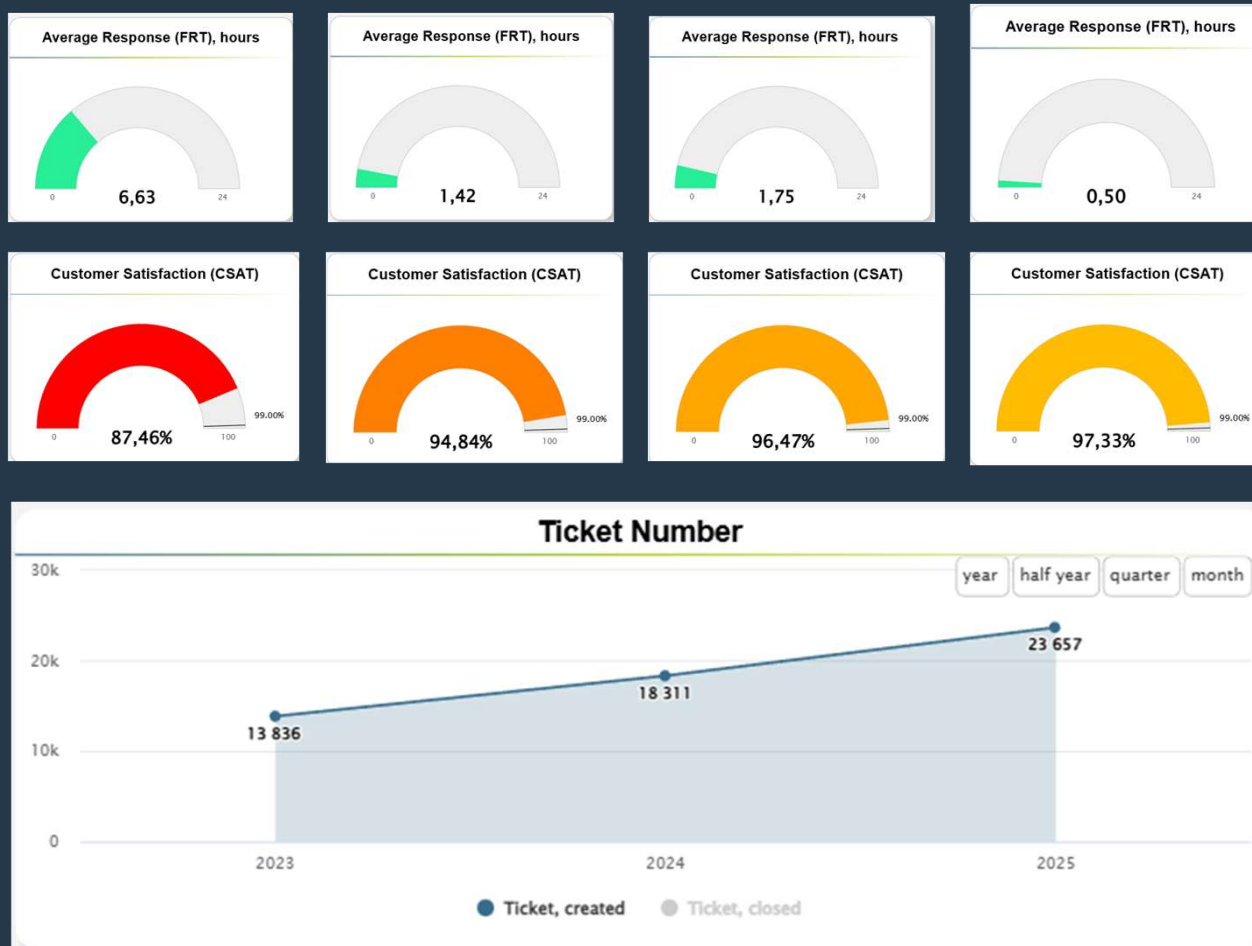 Average Response (FRT), hours
0
6,63
24
Average Response (FRT), hours
0
1,42
24
Average Response (FRT), hours
0
1,75
24
Average Response (FRT), hours
0
0,50
24
Customer Satisfaction (CSAT)
99.00%
0
87,46%
100
Customer Satisfaction (CSAT)
99.00%
0
94,84%
100
Customer Satisfaction (CSAT)
99.00%
0
96,47%
100
Customer Satisfaction (CSAT)
99.00%
0
97,33%
100
Ticket Number
year half year quarter month
30k
20k
10k
0
13 836
18 311
23 657
2023 2024 2025
Ticket, created Ticket, closed